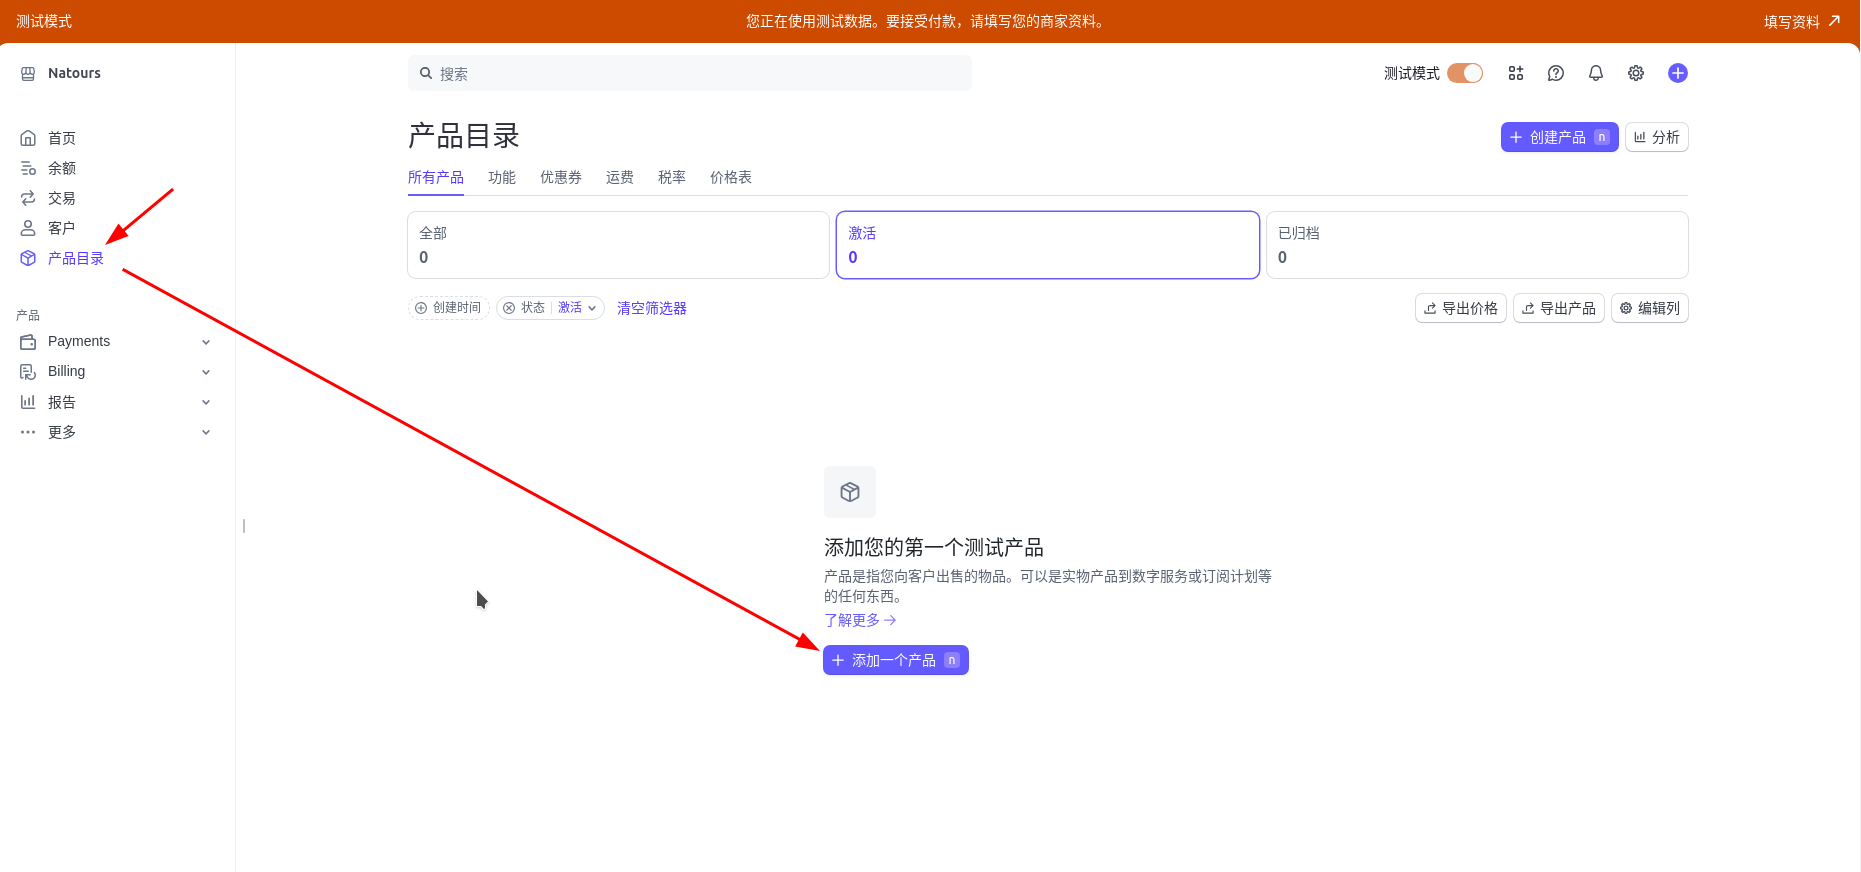 测试模式
您正在使用测试数据。要接受付款，请填写您的商家资料。
填写资料
Natours
首页
余额
交易
客户
产品目录
产品
Payments
Billing
报告
更多
搜索
测试模式
产品目录
创建产品 n
分析
所有产品 功能 优惠券 运费 税率 价格表
全部
0
激活
0
已归档
0
创建时间
状态 激活
清空筛选器
导出价格
导出产品
编辑列
添加您的第一个测试产品
产品是指您向客户出售的物品。可以是实物产品到数字服务或订阅计划等
的任何东西。
了解更多
添加一个产品 n